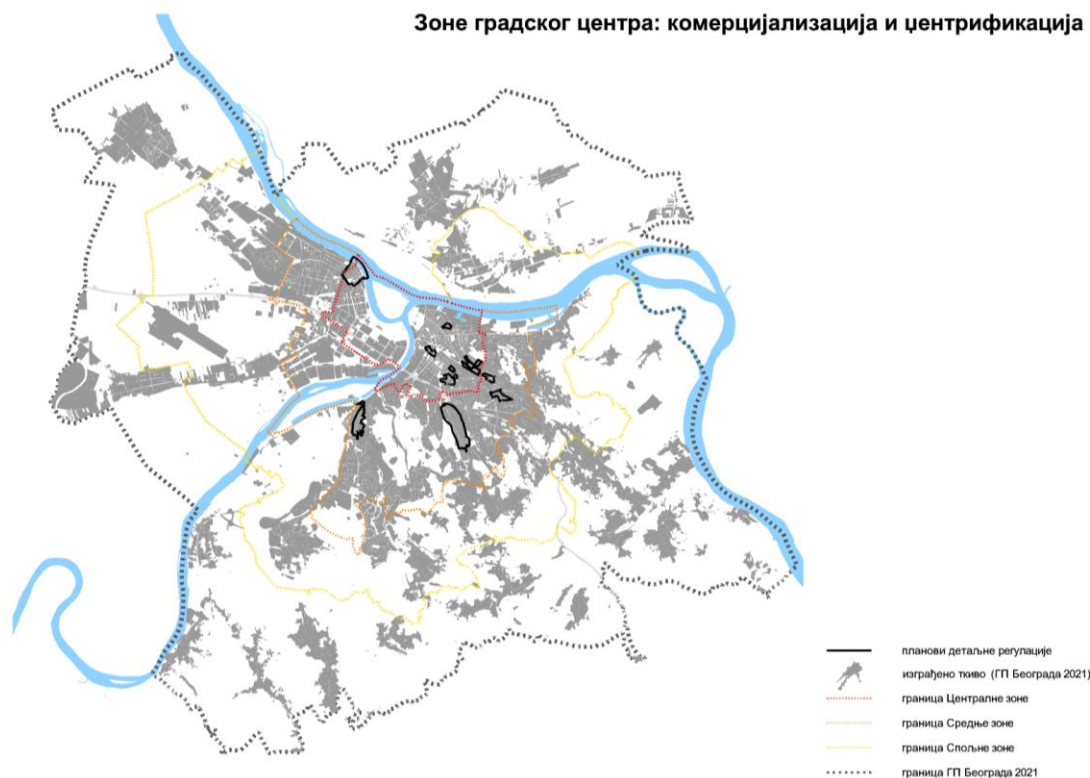 Зоне градског центра: комерцијализација и џентрификација
планови детаљне регулације
изграђено ткиво (ГП Београда 2021)
граница Централне зоне
граница Средње зоне
граница Спољне зоне
граница ГП Београда 2021